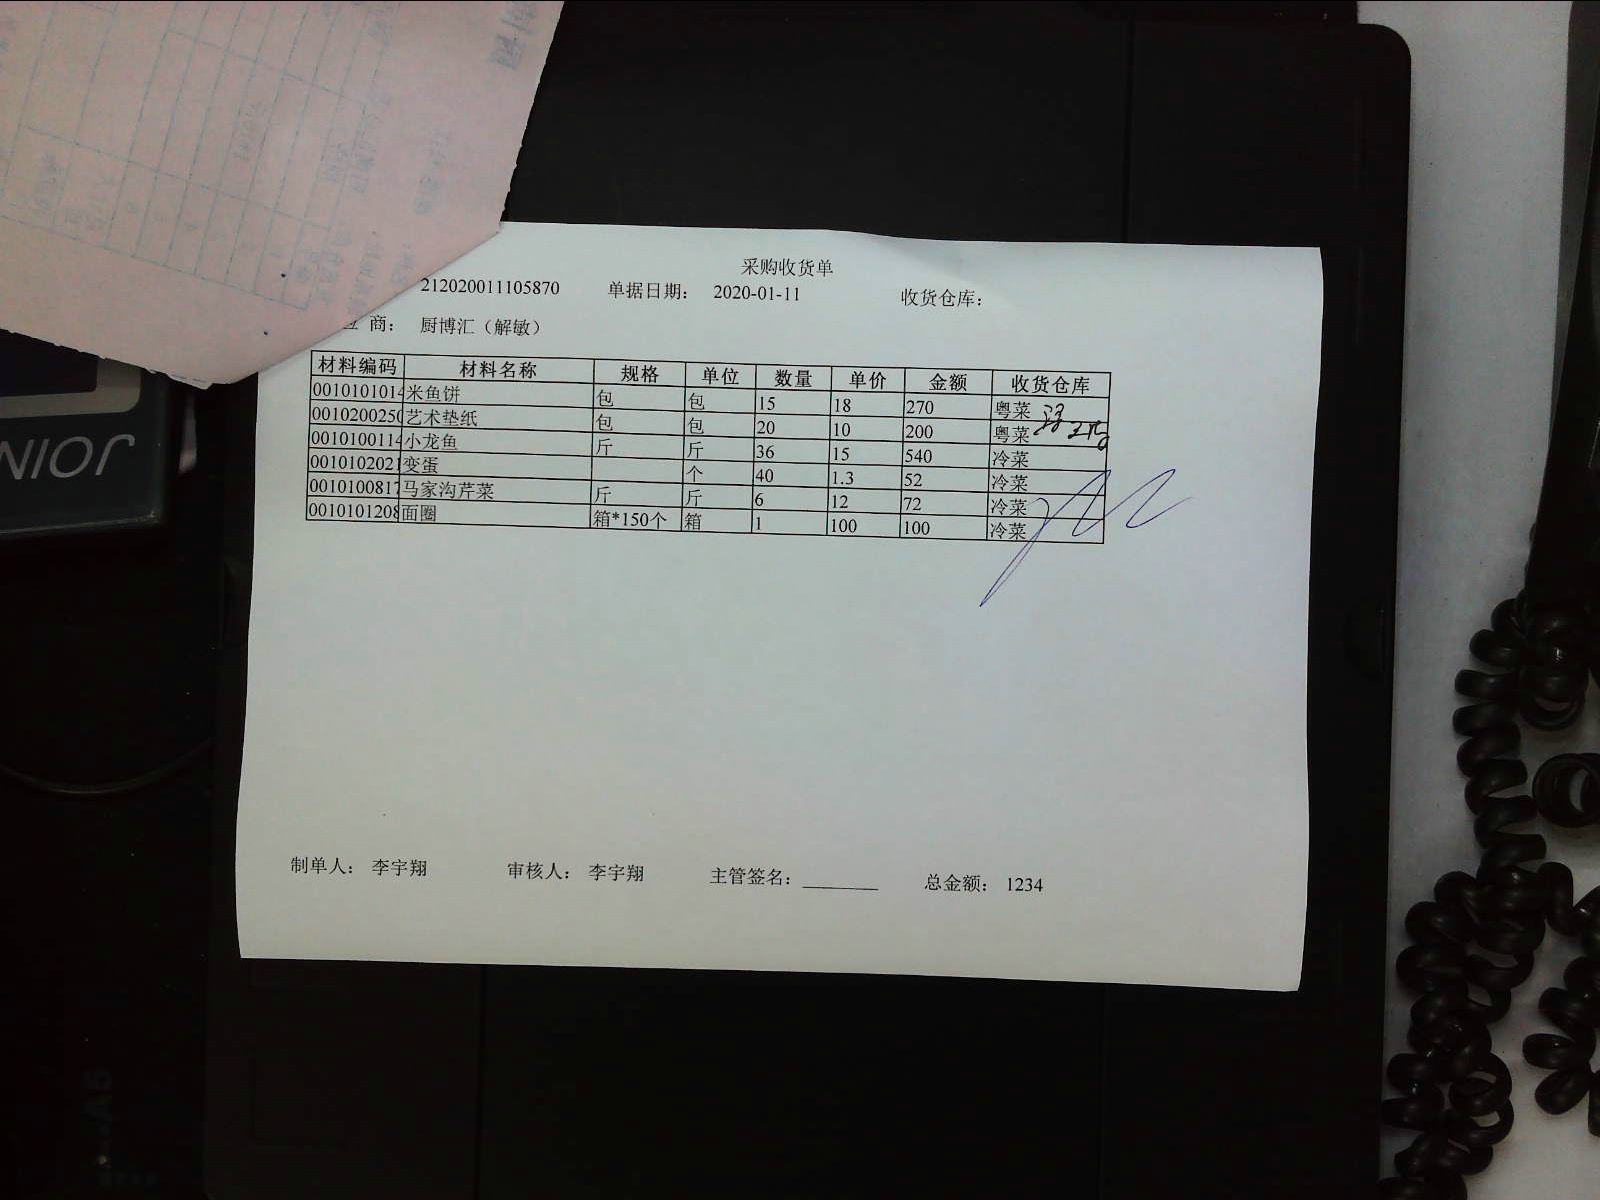 采购收货单
212020011105870 单据日期： 2020-01-11 收货仓库：
商： 厨博汇（解敏）
材料编码 材料名称 规格 单位 数量 单价 金额 收货仓库
0010101014 米鱼饼 包 包 15 18 270 粤菜
0010200250 艺术垫纸 包 包 20 10 200 粤菜
0010100114 小龙鱼 斤 斤 36 15 540 冷菜
0010102021 变蛋 个 40 1.3 52 冷菜
0010100817 马家沟芹菜 斤 斤 6 12 72 冷菜
0010101208 面圈 箱*150个 箱 1 100 100 冷菜
制单人： 李宇翔 审核人： 李宇翔 主管签名： 总金额： 1234
JOIN